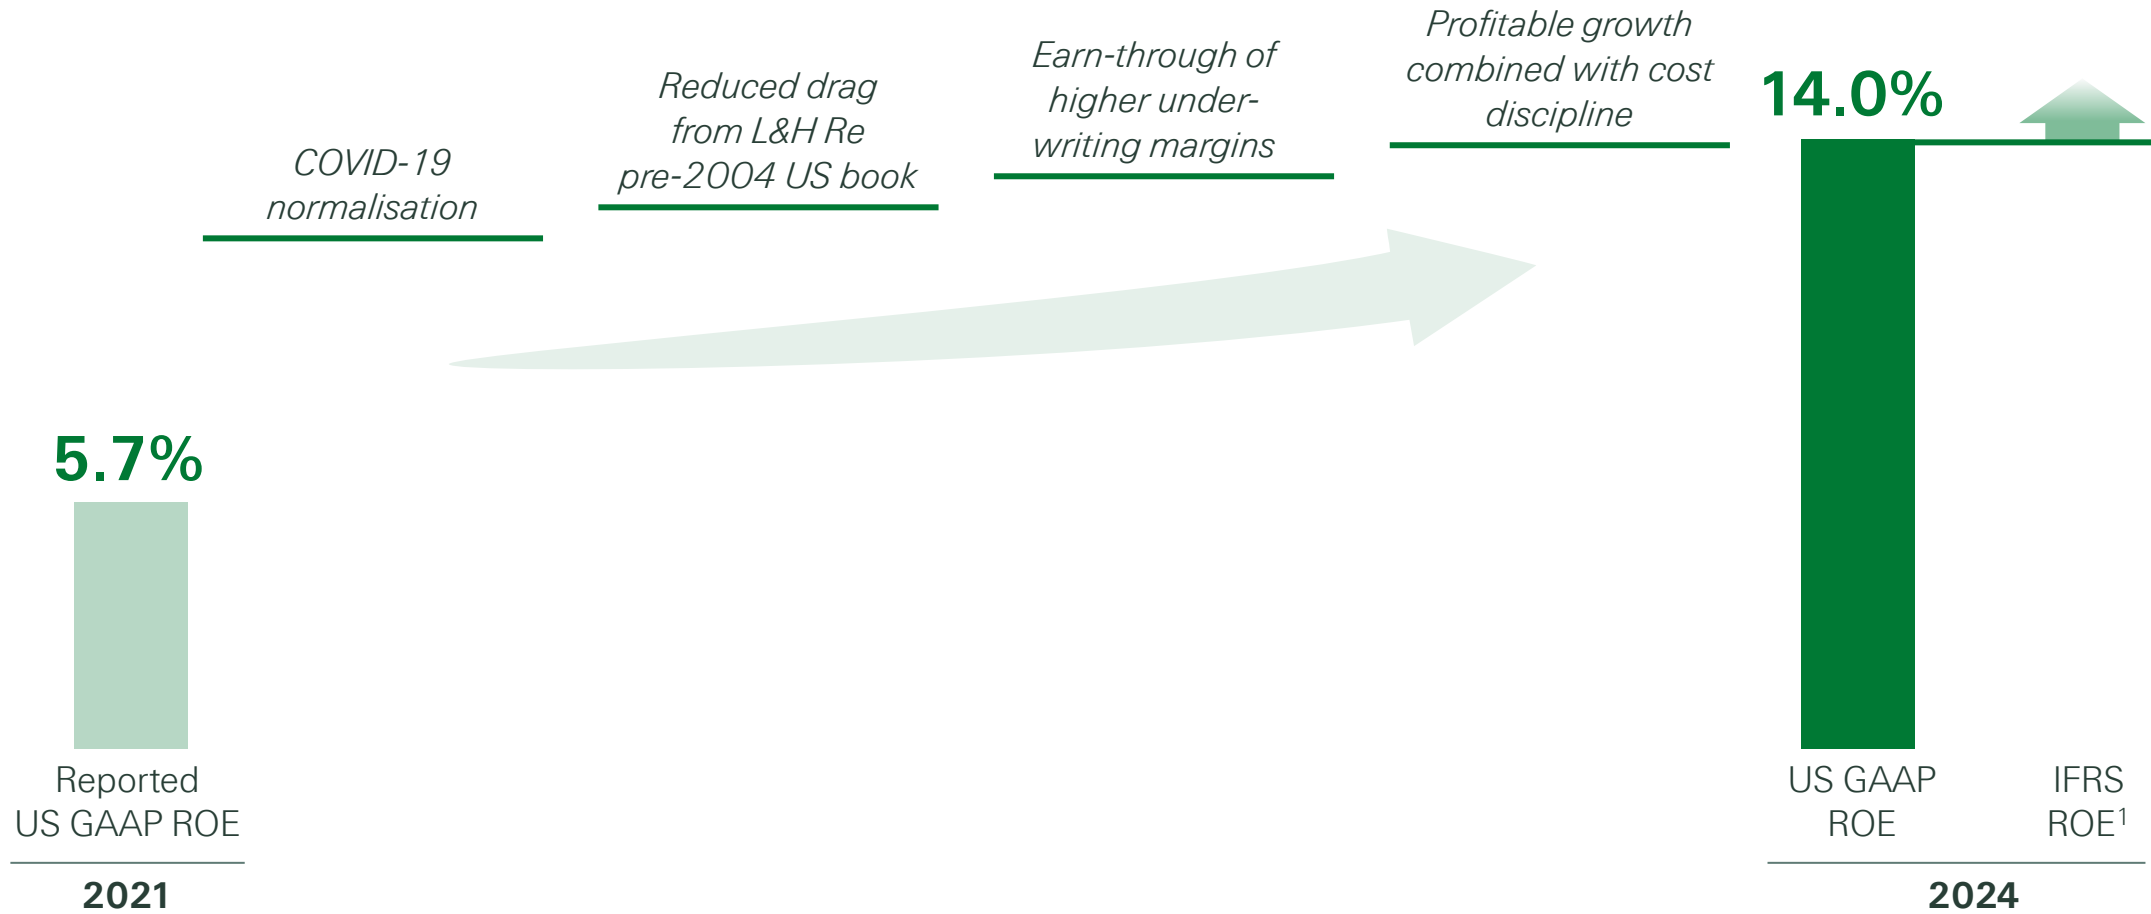 COVID-19
normalisation
Reduced drag
from L&H Re
pre-2004 US book
Earn-through of
higher under-
writing margins
Profitable growth
combined with cost
discipline
14.0%
5.7%
Reported
US GAAP ROE
2021
US GAAP
ROE
IFRS
ROE¹
2024